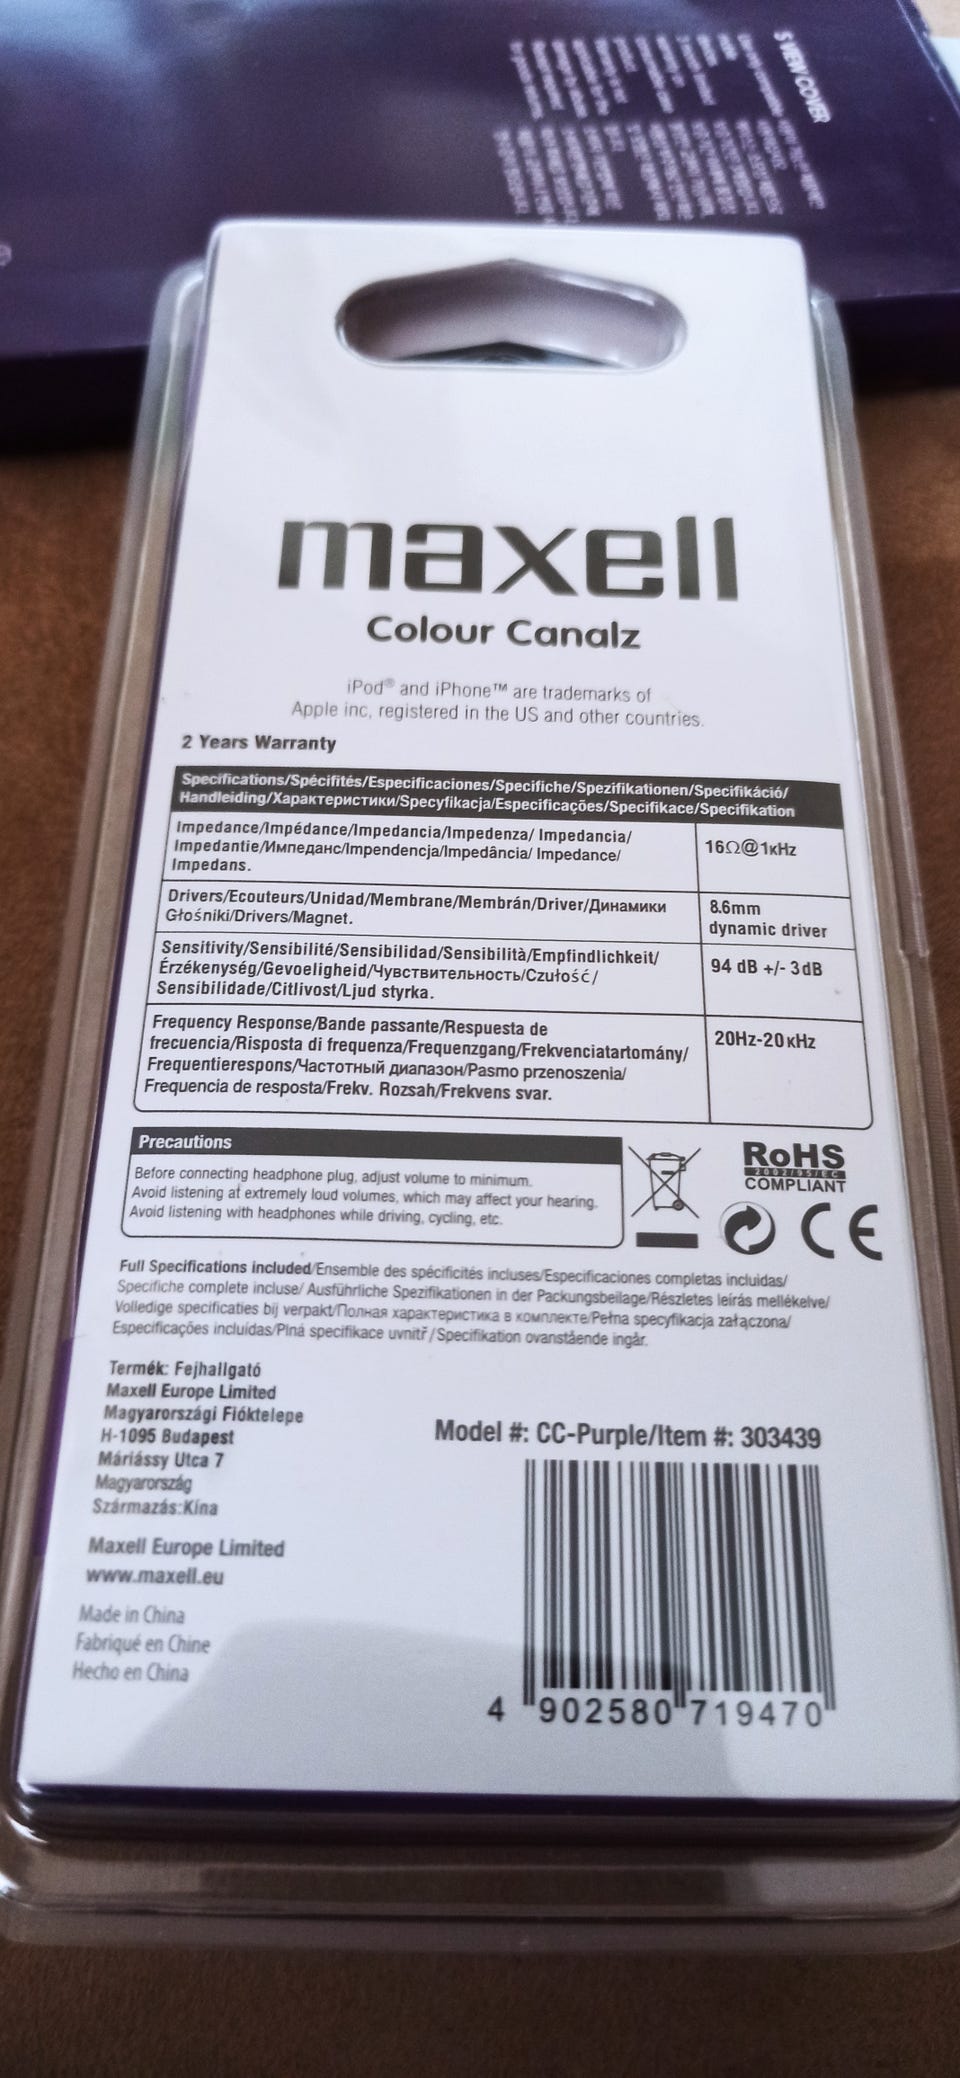 S VIEW COVER
maxell
Colour Canalz
iPod® and iPhone™ are trademarks of
Apple inc, registered in the US and other countries.
2 Years Warranty
Specifications/Spécifités/Especificaciones/Specifiche/Spezifikationen/Specifikáció/
Handleiding/Характеристики/Specyfikacja/Especificações/Specifikace/Specifikation
Impedance/Impédance/Impedancia/Impedenza/ Impedancia/
Impedantie/Импеданс/Impendencja/Impedância/ Impedance/
Impedans.
16Ω@1KHz
Drivers/Ecouteurs/Unidad/Membrane/Membrán/Driver/Динамики
Głośniki/Drivers/Magnet.
8.6mm
dynamic driver
Sensitivity/Sensibilité/Sensibilidad/Sensibilità/Empfindlichkeit/
Érzékenység/Gevoeligheid/Чувствительность/Czułość/
Sensibilidade/Citlivost/Ljud styrka.
94 dB +/- 3dB
Frequency Response/Bande passante/Respuesta de
frecuencia/Risposta di frequenza/Frequenzgang/Frekvenciatartomány/
Frequentierespons/Частотный диапазон/Pasmo przenoszenia/
Frequencia de resposta/Frekv. Rozsah/Frekvens svar.
20Hz-20KHz
Precautions
Before connecting headphone plug, adjust volume to minimum.
Avoid listening at extremely loud volumes, which may affect your hearing.
Avoid listening with headphones while driving, cycling, etc.
RoHS
2002/95/EC
COMPLIANT
CE
Full Specifications included/Ensemble des spécificités incluses/Especificaciones completas incluidas/
Specifiche complete incluse/ Ausführliche Spezifikationen in der Packungsbeilage/Részletes leírás mellékelve/
Volledige specificaties bij verpakt/Полная характеристика в комплекте/Pełna specyfikacja załączona/
Especificações incluídas/Plná specifikace uvnitř/Specifikation ovanstående ingår.
Termék: Fejhallgató
Maxell Europe Limited
Magyarországi Fióktelepe
H-1095 Budapest
Máriássy Utca 7
Magyarország
Származás:Kína
Model #: CC-Purple/Item #: 303439
Maxell Europe Limited
www.maxell.eu
Made in China
Fabriqué en Chine
Hecho en China
4 902580 719470